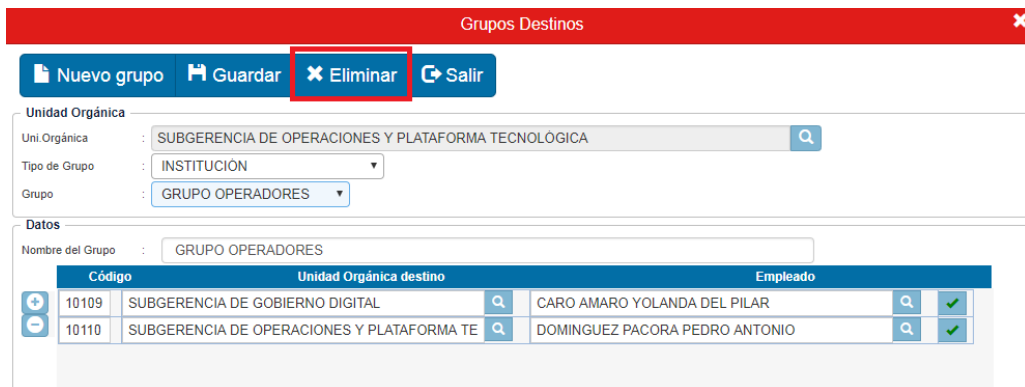 Grupos Destinos
Nuevo grupo Guardar Eliminar Salir
Unidad Orgánica
Uni.Orgánica : SUBGERENCIA DE OPERACIONES Y PLATAFORMA TECNOLÓGICA
Tipo de Grupo : INSTITUCIÓN
Grupo : GRUPO OPERADORES
Datos
Nombre del Grupo : GRUPO OPERADORES
Código Unidad Orgánica destino Empleado
10109 SUBGERENCIA DE GOBIERNO DIGITAL CARO AMARO YOLANDA DEL PILAR
10110 SUBGERENCIA DE OPERACIONES Y PLATAFORMA TE DOMINGUEZ PACORA PEDRO ANTONIO